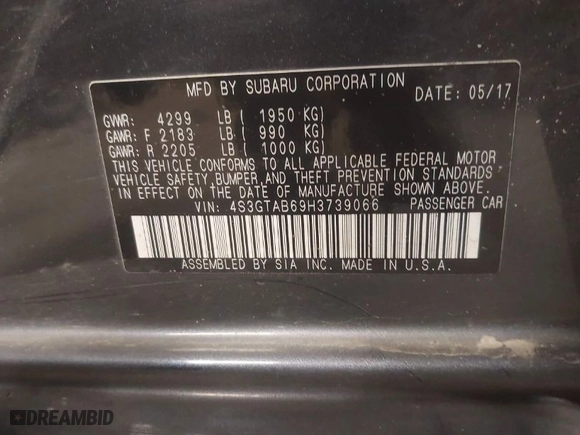 MFD BY SUBARU CORPORATION
DATE: 05/17
GVWR: 4299 LB ( 1950 KG)
GAWR: F 2183 LB ( 990 KG)
GAWR: R 2205 LB ( 1000 KG)
THIS VEHICLE CONFORMS TO ALL APPLICABLE FEDERAL MOTOR
VEHICLE SAFETY, BUMPER, AND THEFT PREVENTION STANDARDS
IN EFFECT ON THE DATE OF MANUFACTURE SHOWN ABOVE.
VIN: 4S3GTAB69H3739066 PASSENGER CAR
ASSEMBLED BY SIA INC. MADE IN U.S.A.
DREAMBID